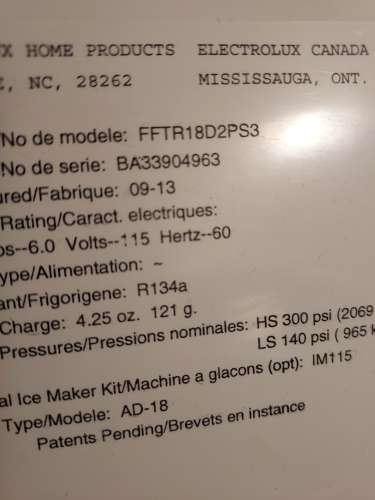 X HOME PRODUCTS ELECTROLUX CANADA
E, NC, 28262 MISSISSAUGA, ONT.
/No de modele: FFTR18D2PS3
/No de serie: BA33904963
ured/Fabrique: 09-13
Rating/Caract. electriques:
ps--6.0 Volts--115 Hertz--60
ype/Alimentation: ~
ant/Frigorigene: R134a
Charge: 4.25 oz. 121 g.
Pressures/Pressions nominales: HS 300 psi (2069
LS 140 psi ( 965 k
al Ice Maker Kit/Machine a glacons (opt): IM115
Type/Modele: AD-18
Patents Pending/Brevets en instance